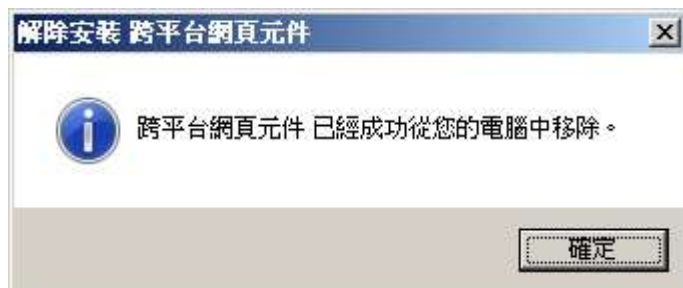 解除安裝 跨平台網頁元件
跨平台網頁元件 已經成功從您的電腦中移除。
確定